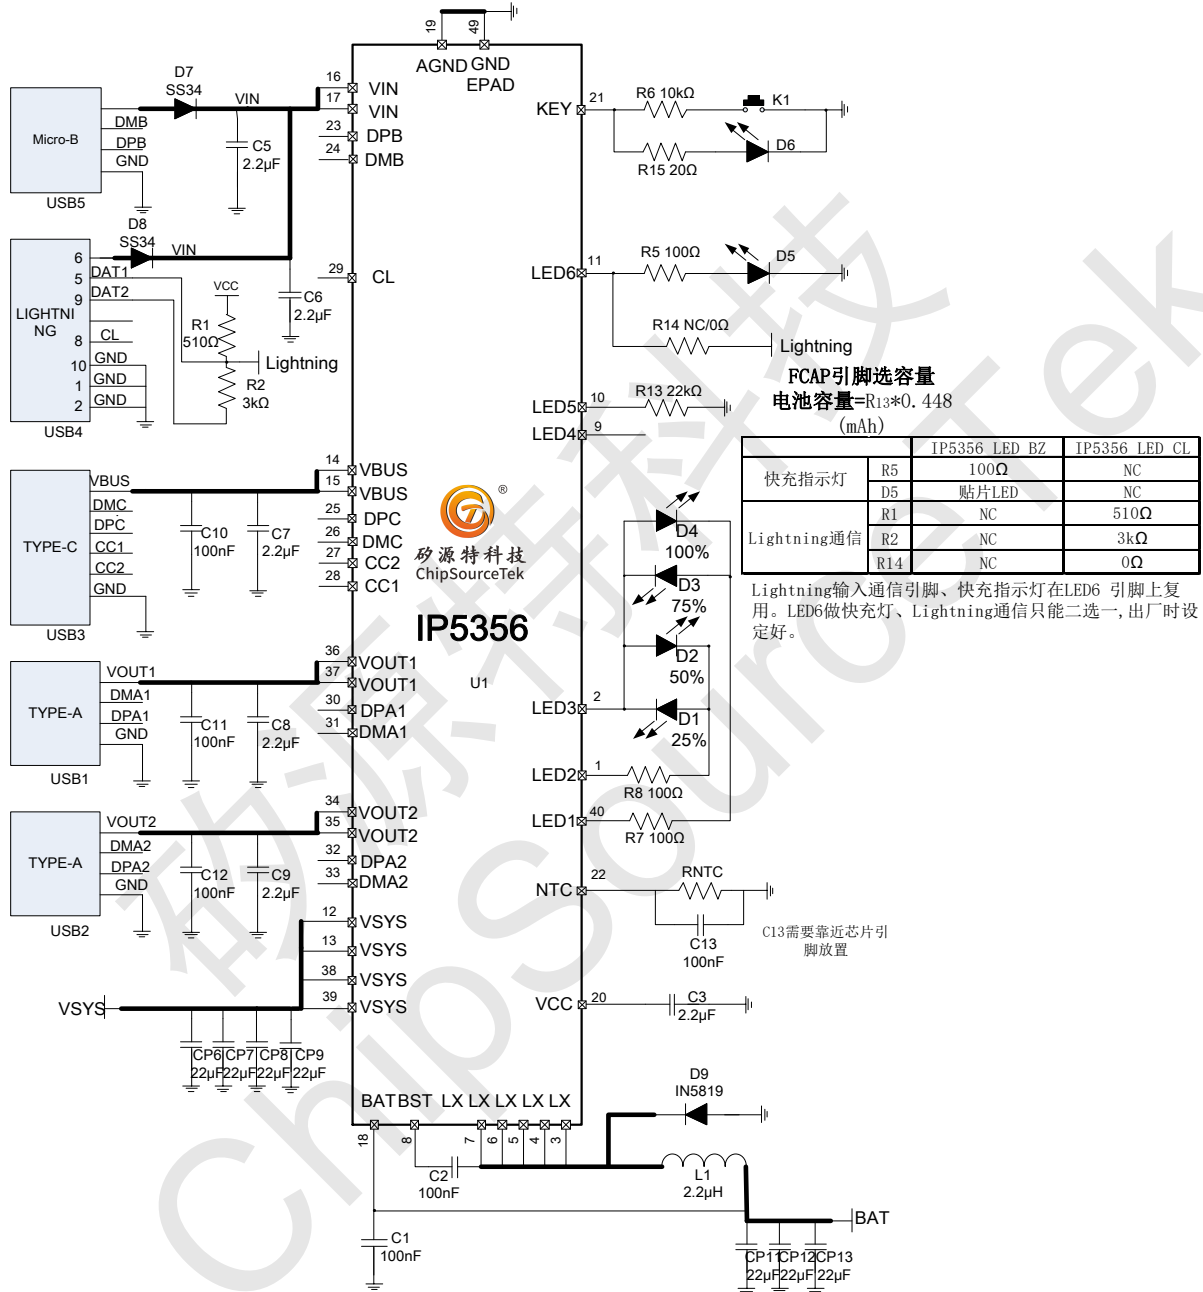 19
49
AGND GND
EPAD
D7
SS34
VIN
Micro-B
DMB
DPB
GND
USB5
C5
2.2μF
16
VIN
17
VIN
23
DPB
24
DMB
D8
SS34
VIN
6
5
DAT1
9
DAT2
LIGHTNI
NG
8
CL
10
GND
1
GND
2
GND
USB4
VCC
R1
510Ω
Lightning
R2
3kΩ
C6
2.2μF
29
CL
VBUS
DMC
DPC
TYPE-C
CC1
CC2
GND
USB3
C10
100nF
C7
2.2μF
14
VBUS
15
VBUS
25
DPC
26
DMC
27
CC2
28
CC1
®
矽源特科技
ChipSourceTek
IP5356
U1
VOUT1
DMA1
TYPE-A
DPA1
GND
USB1
C11
100nF
C8
2.2μF
36
VOUT1
37
VOUT1
30
DPA1
31
DMA1
VOUT2
DMA2
TYPE-A
DPA2
GND
USB2
C12
100nF
C9
2.2μF
34
VOUT2
35
VOUT2
32
DPA2
33
DMA2
12
VSYS
13
VSYS
38
VSYS
39
VSYS
VSYS
CP6
22μF
CP7
22μF
CP8
22μF
CP9
22μF
KEY
21
R6 10kΩ
K1
R15 20Ω
D6
LED6
11
R5 100Ω
D5
R14 NC/0Ω
Lightning
LED5
10
R13 22kΩ
LED4
9
FCAP引脚选容量
电池容量=R13*0.448
(mAh)
IP5356 LED BZ
IP5356 LED CL
快充指示灯
R5
100Ω
NC
D5
贴片LED
NC
Lightning通信
R1
NC
510Ω
R2
NC
3kΩ
R14
NC
0Ω
Lightning输入通信引脚、快充指示灯在LED6 引脚上复
用。LED6做快充灯、Lightning通信只能二选一,出厂时设
定好。
D4
100%
D3
75%
D2
50%
D1
25%
LED3
2
LED2
1
R8 100Ω
LED1
40
R7 100Ω
NTC
22
RNTC
C13
100nF
C13需要靠近芯片引
脚放置
VCC
20
C3
2.2μF
BAT BST LX LX LX LX LX
18
8
7
6
5
4
3
C2
100nF
D9
IN5819
L1
2.2μH
C1
100nF
BAT
CP11
22μF
CP12
22μF
CP13
22μF
矽源特科技
ChipSourceTek